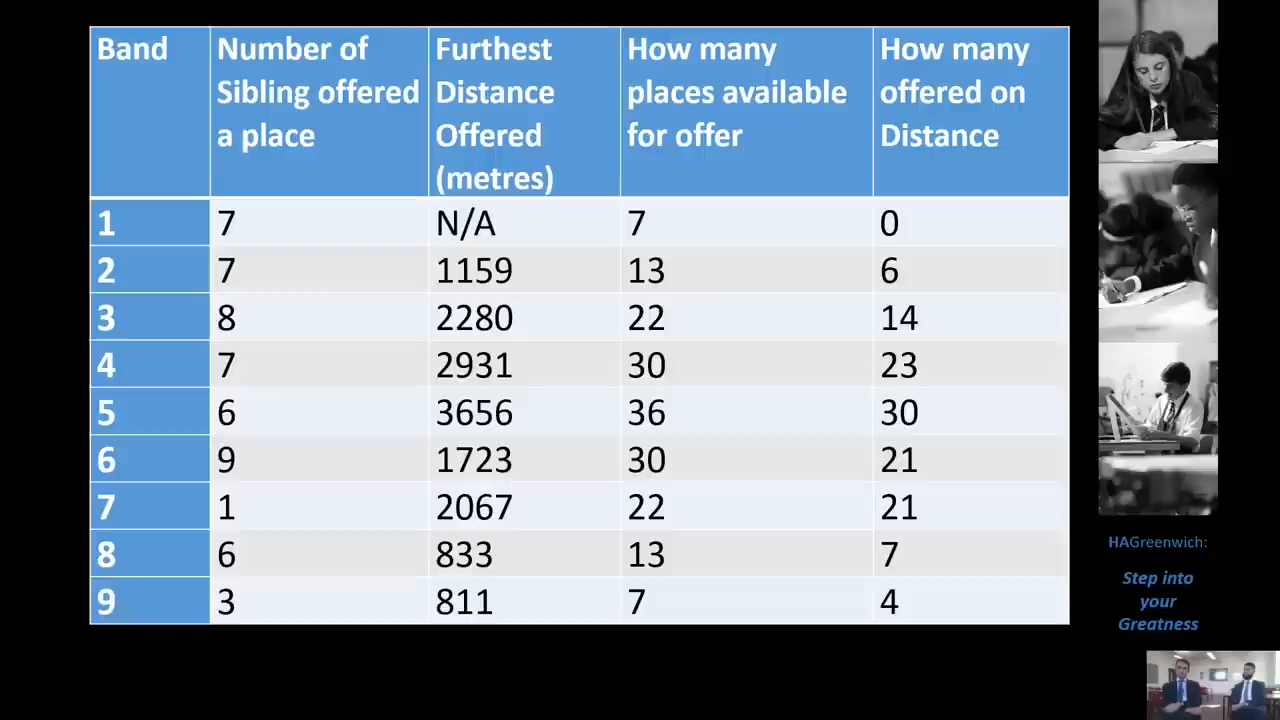 Band Number of Sibling offered a place Furthest Distance Offered (metres) How many places available for offer How many offered on Distance
1 7 N/A 7 0
2 7 1159 13 6
3 8 2280 22 14
4 7 2931 30 23
5 6 3656 36 30
6 9 1723 30 21
7 1 2067 22 21
8 6 833 13 7
9 3 811 7 4
HAGreenwich:
Step into
your
Greatness